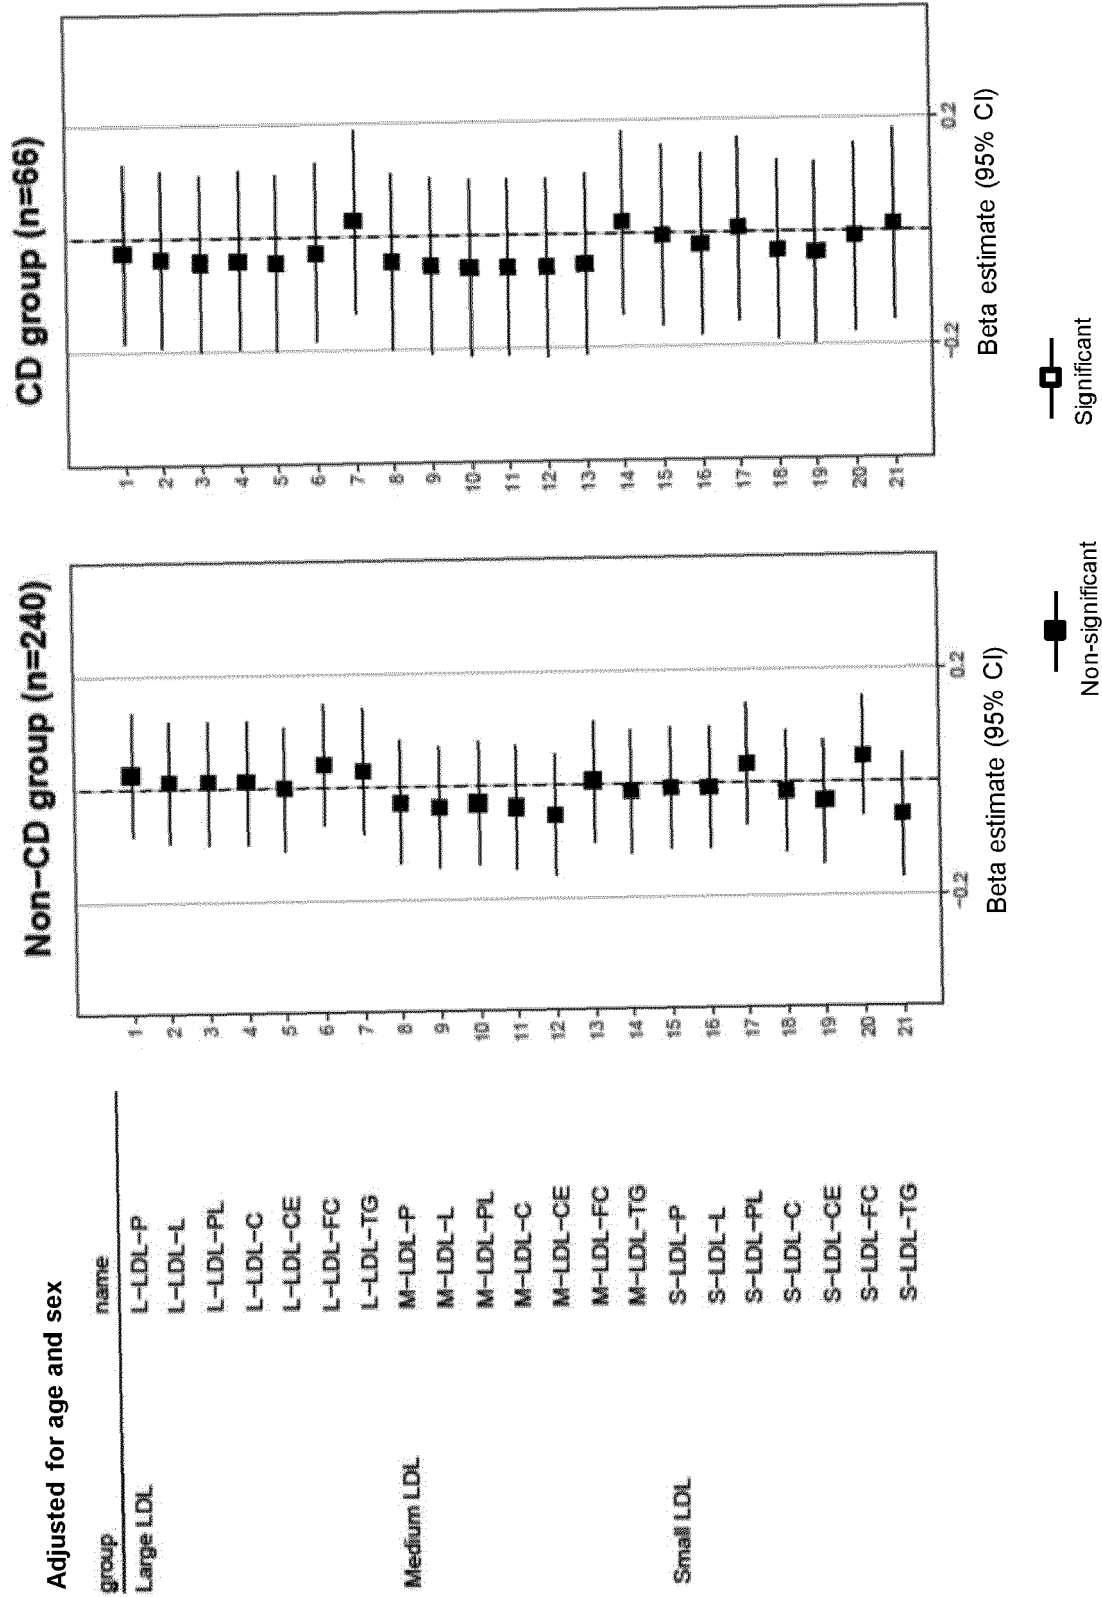 Adjusted for age and sex
group name
Large LDL L-LDL-P
L-LDL-L
L-LDL-PL
L-LDL-C
L-LDL-CE
L-LDL-FC
L-LDL-TG
Medium LDL M-LDL-P
M-LDL-L
M-LDL-PL
M-LDL-C
M-LDL-CE
M-LDL-FC
M-LDL-TG
Small LDL S-LDL-P
S-LDL-L
S-LDL-PL
S-LDL-C
S-LDL-CE
S-LDL-FC
S-LDL-TG
Non-CD group (n=240)
1
2
3
4
5
6
7
8
9
10
11
12
13
14
15
16
17
18
19
20
21
-0.2 0.2
Beta estimate (95% CI)
CD group (n=66)
1
2
3
4
5
6
7
8
9
10
11
12
13
14
15
16
17
18
19
20
21
-0.2 0.2
Beta estimate (95% CI)
Non-significant Significant